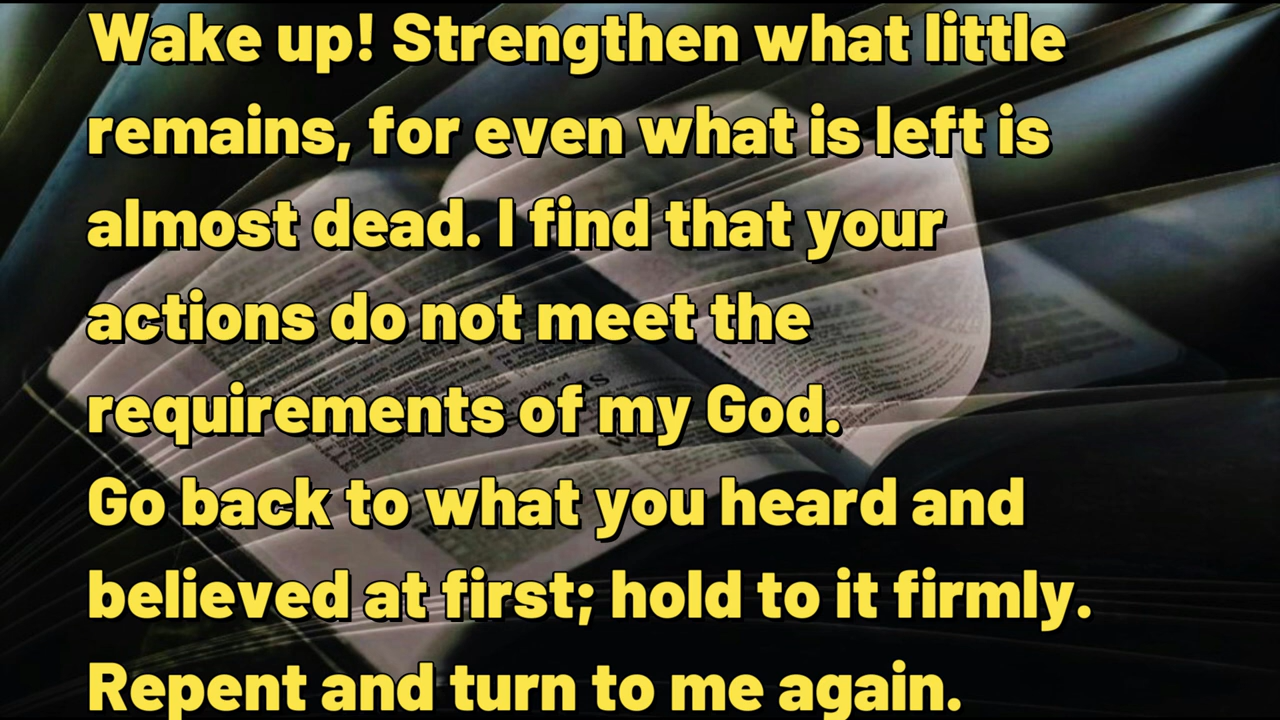 Wake up! Strengthen what little
remains, for even what is left is
almost dead. I find that your
actions do not meet the
requirements of my God.
Go back to what you heard and
believed at first; hold to it firmly.
Repent and turn to me again.